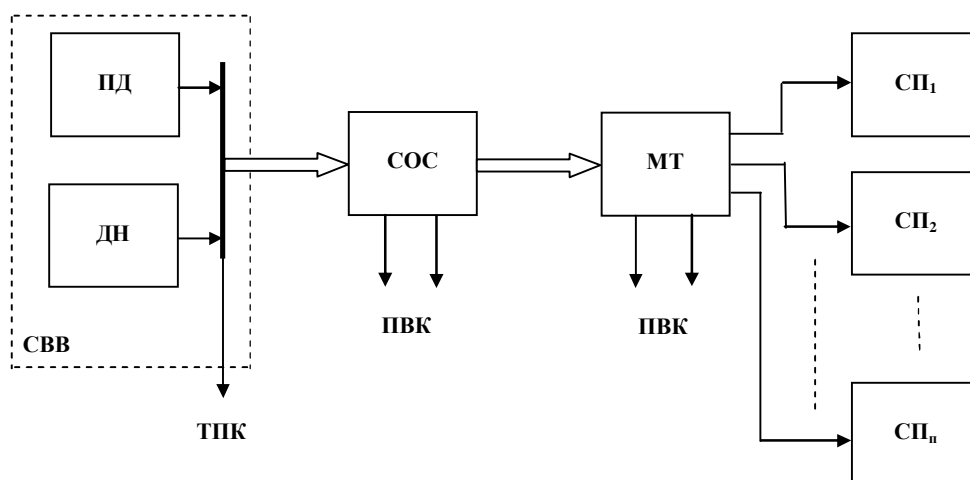 ПД
ДН
СВВ
ТПК
СОС
ПВК
МТ
ПВК
СП₁
СП₂
СПп